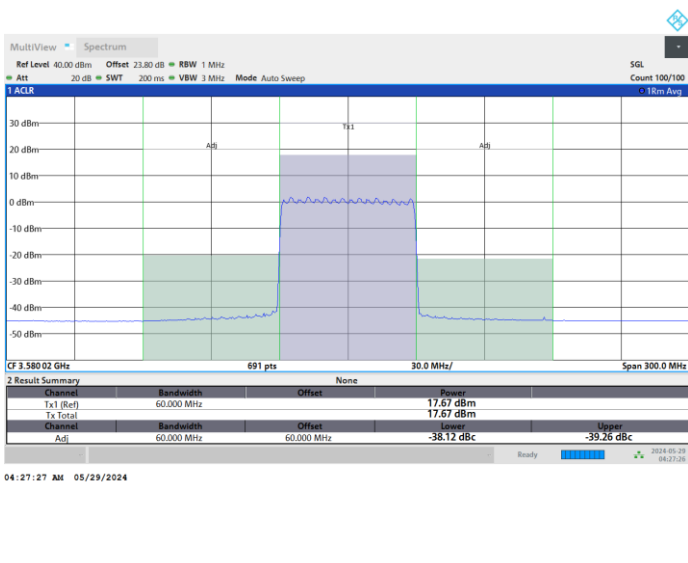 MultiView Spectrum
Ref Level 40.00 dBm Offset 23.80 dB RBW 1 MHz SGL
Att 20 dB SWT 200 ms VBW 3 MHz Mode Auto Sweep Count 100/100
1 ACLR 1Rm Avg
30 dBm
Tx1
20 dBm
Adj Adj
10 dBm
0 dBm
-10 dBm
-20 dBm
-30 dBm
-40 dBm
-50 dBm
CF 3.580 02 GHz 691 pts 30.0 MHz/ Span 300.0 MHz
2 Result Summary None
Channel Bandwidth Offset Power
Tx1 (Ref) 60.000 MHz 17.67 dBm
Tx Total 17.67 dBm
Channel Bandwidth Offset Lower Upper
Adj 60.000 MHz 60.000 MHz -38.12 dBc -39.26 dBc
Ready 2024-05-29
04:27:26
04:27:27 AM 05/29/2024